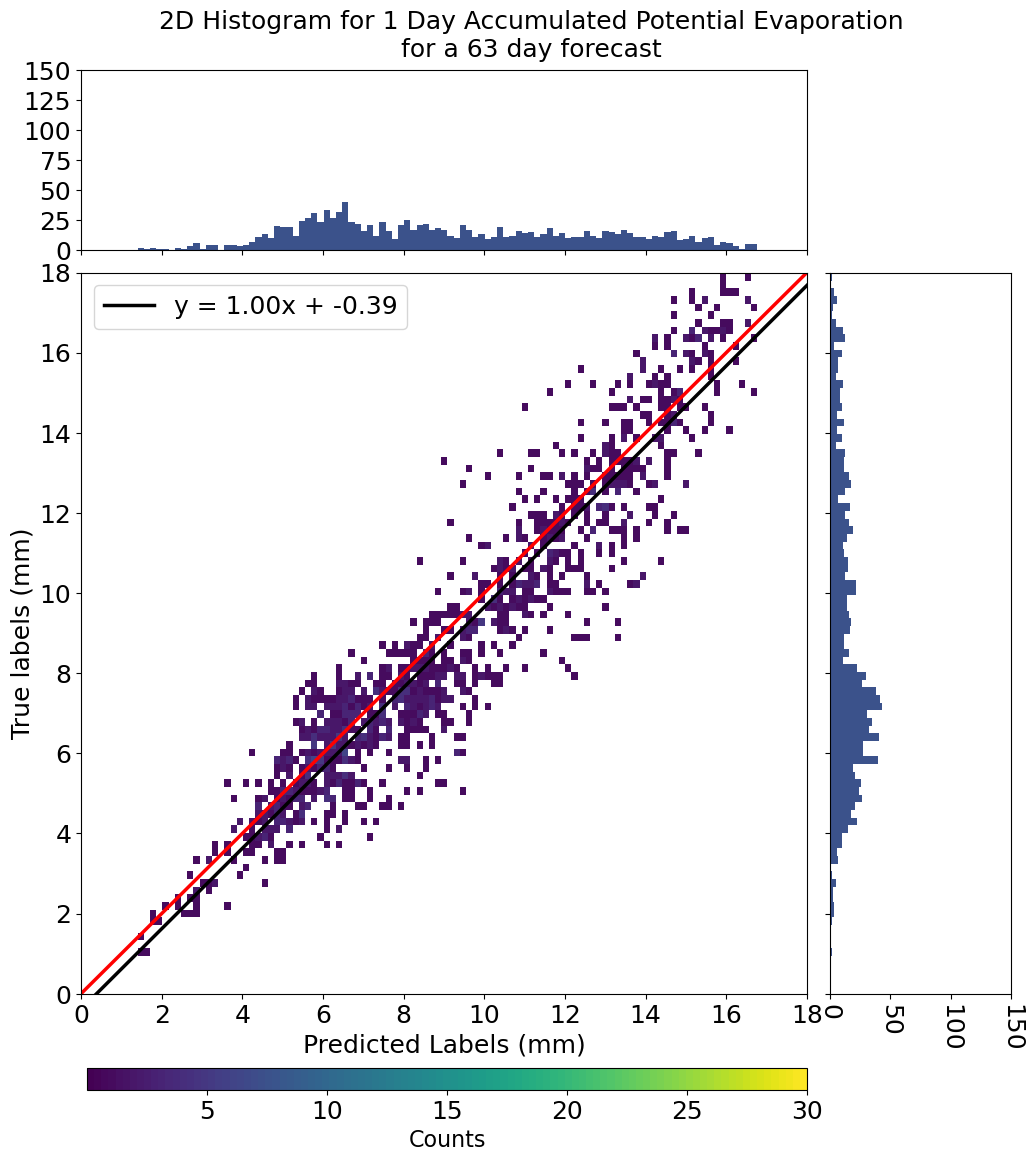 2D Histogram for 1 Day Accumulated Potential Evaporation
for a 63 day forecast
150
125
100
75
50
25
0
18
16
14
12
10
8
6
4
2
0
True labels (mm)
y = 1.00x + -0.39
0 2 4 6 8 10 12 14 16 18
Predicted Labels (mm)
0 50 100 150
5 10 15 20 25 30
Counts